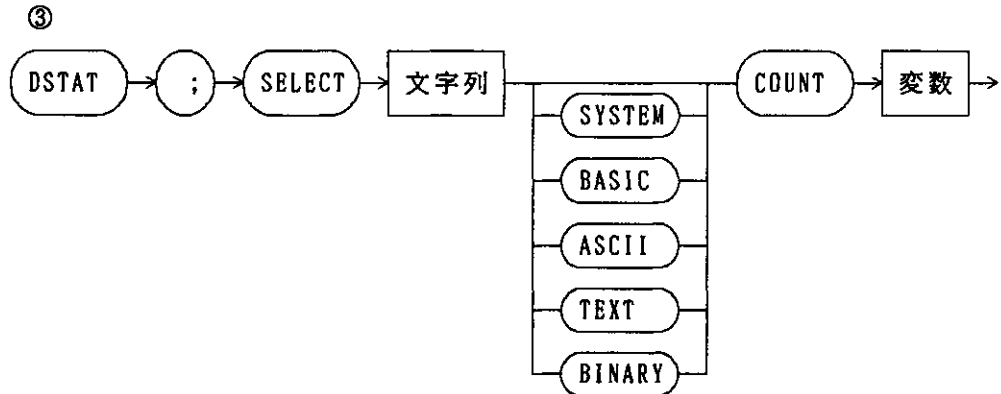 ③
DSTAT ; SELECT 文字列 COUNT 変数
SYSTEM
BASIC
ASCII
TEXT
BINARY